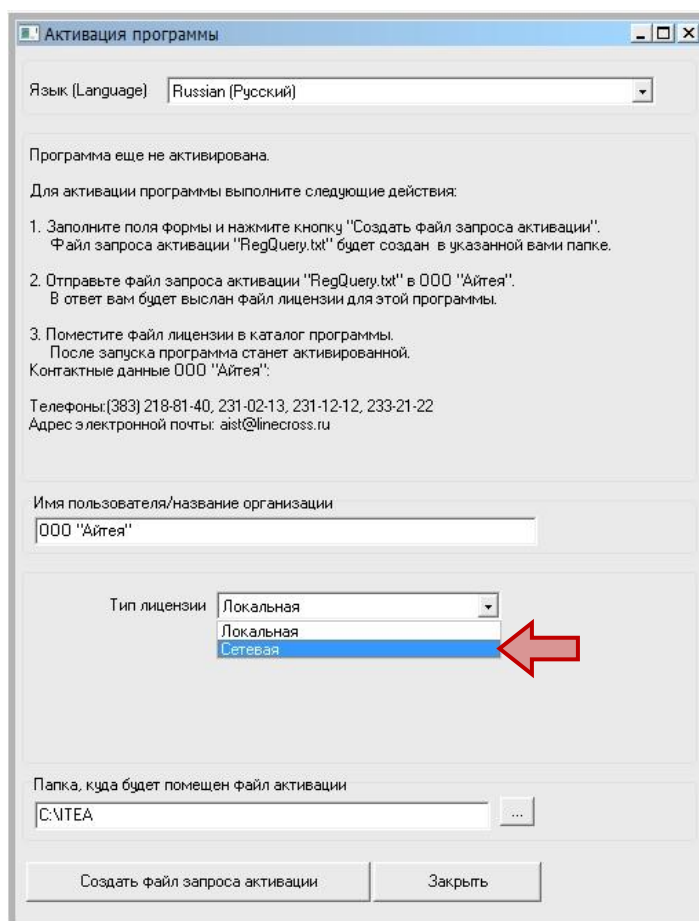 Активация программы
Язык (Language) Russian (Русский)
Программа еще не активирована.
Для активации программы выполните следующие действия:
1. Заполните поля формы и нажмите кнопку "Создать файл запроса активации".
Файл запроса активации "RegQuery.txt" будет создан в указанной вами папке.
2. Отправьте файл запроса активации "RegQuery.txt" в ООО "Айтея".
В ответ вам будет выслан файл лицензии для этой программы.
3. Поместите файл лицензии в каталог программы.
После запуска программа станет активированной.
Контактные данные ООО "Айтея":
Телефоны:(383) 218-81-40, 231-02-13, 231-12-12, 233-21-22
Адрес электронной почты: aist@linecross.ru
Имя пользователя/название организации
ООО "Айтея"
Тип лицензии Локальная
Локальная
Сетевая
Папка, куда будет помещен файл активации
C:\ITEA ...
Создать файл запроса активации Закрыть